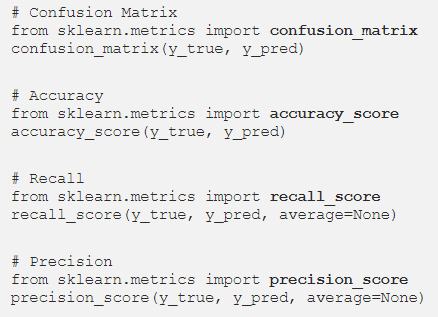 # Confusion Matrix
from sklearn.metrics import confusion_matrix
confusion_matrix(y_true, y_pred)
# Accuracy
from sklearn.metrics import accuracy_score
accuracy_score(y_true, y_pred)
# Recall
from sklearn.metrics import recall_score
recall_score(y_true, y_pred, average=None)
# Precision
from sklearn.metrics import precision_score
precision_score(y_true, y_pred, average=None)